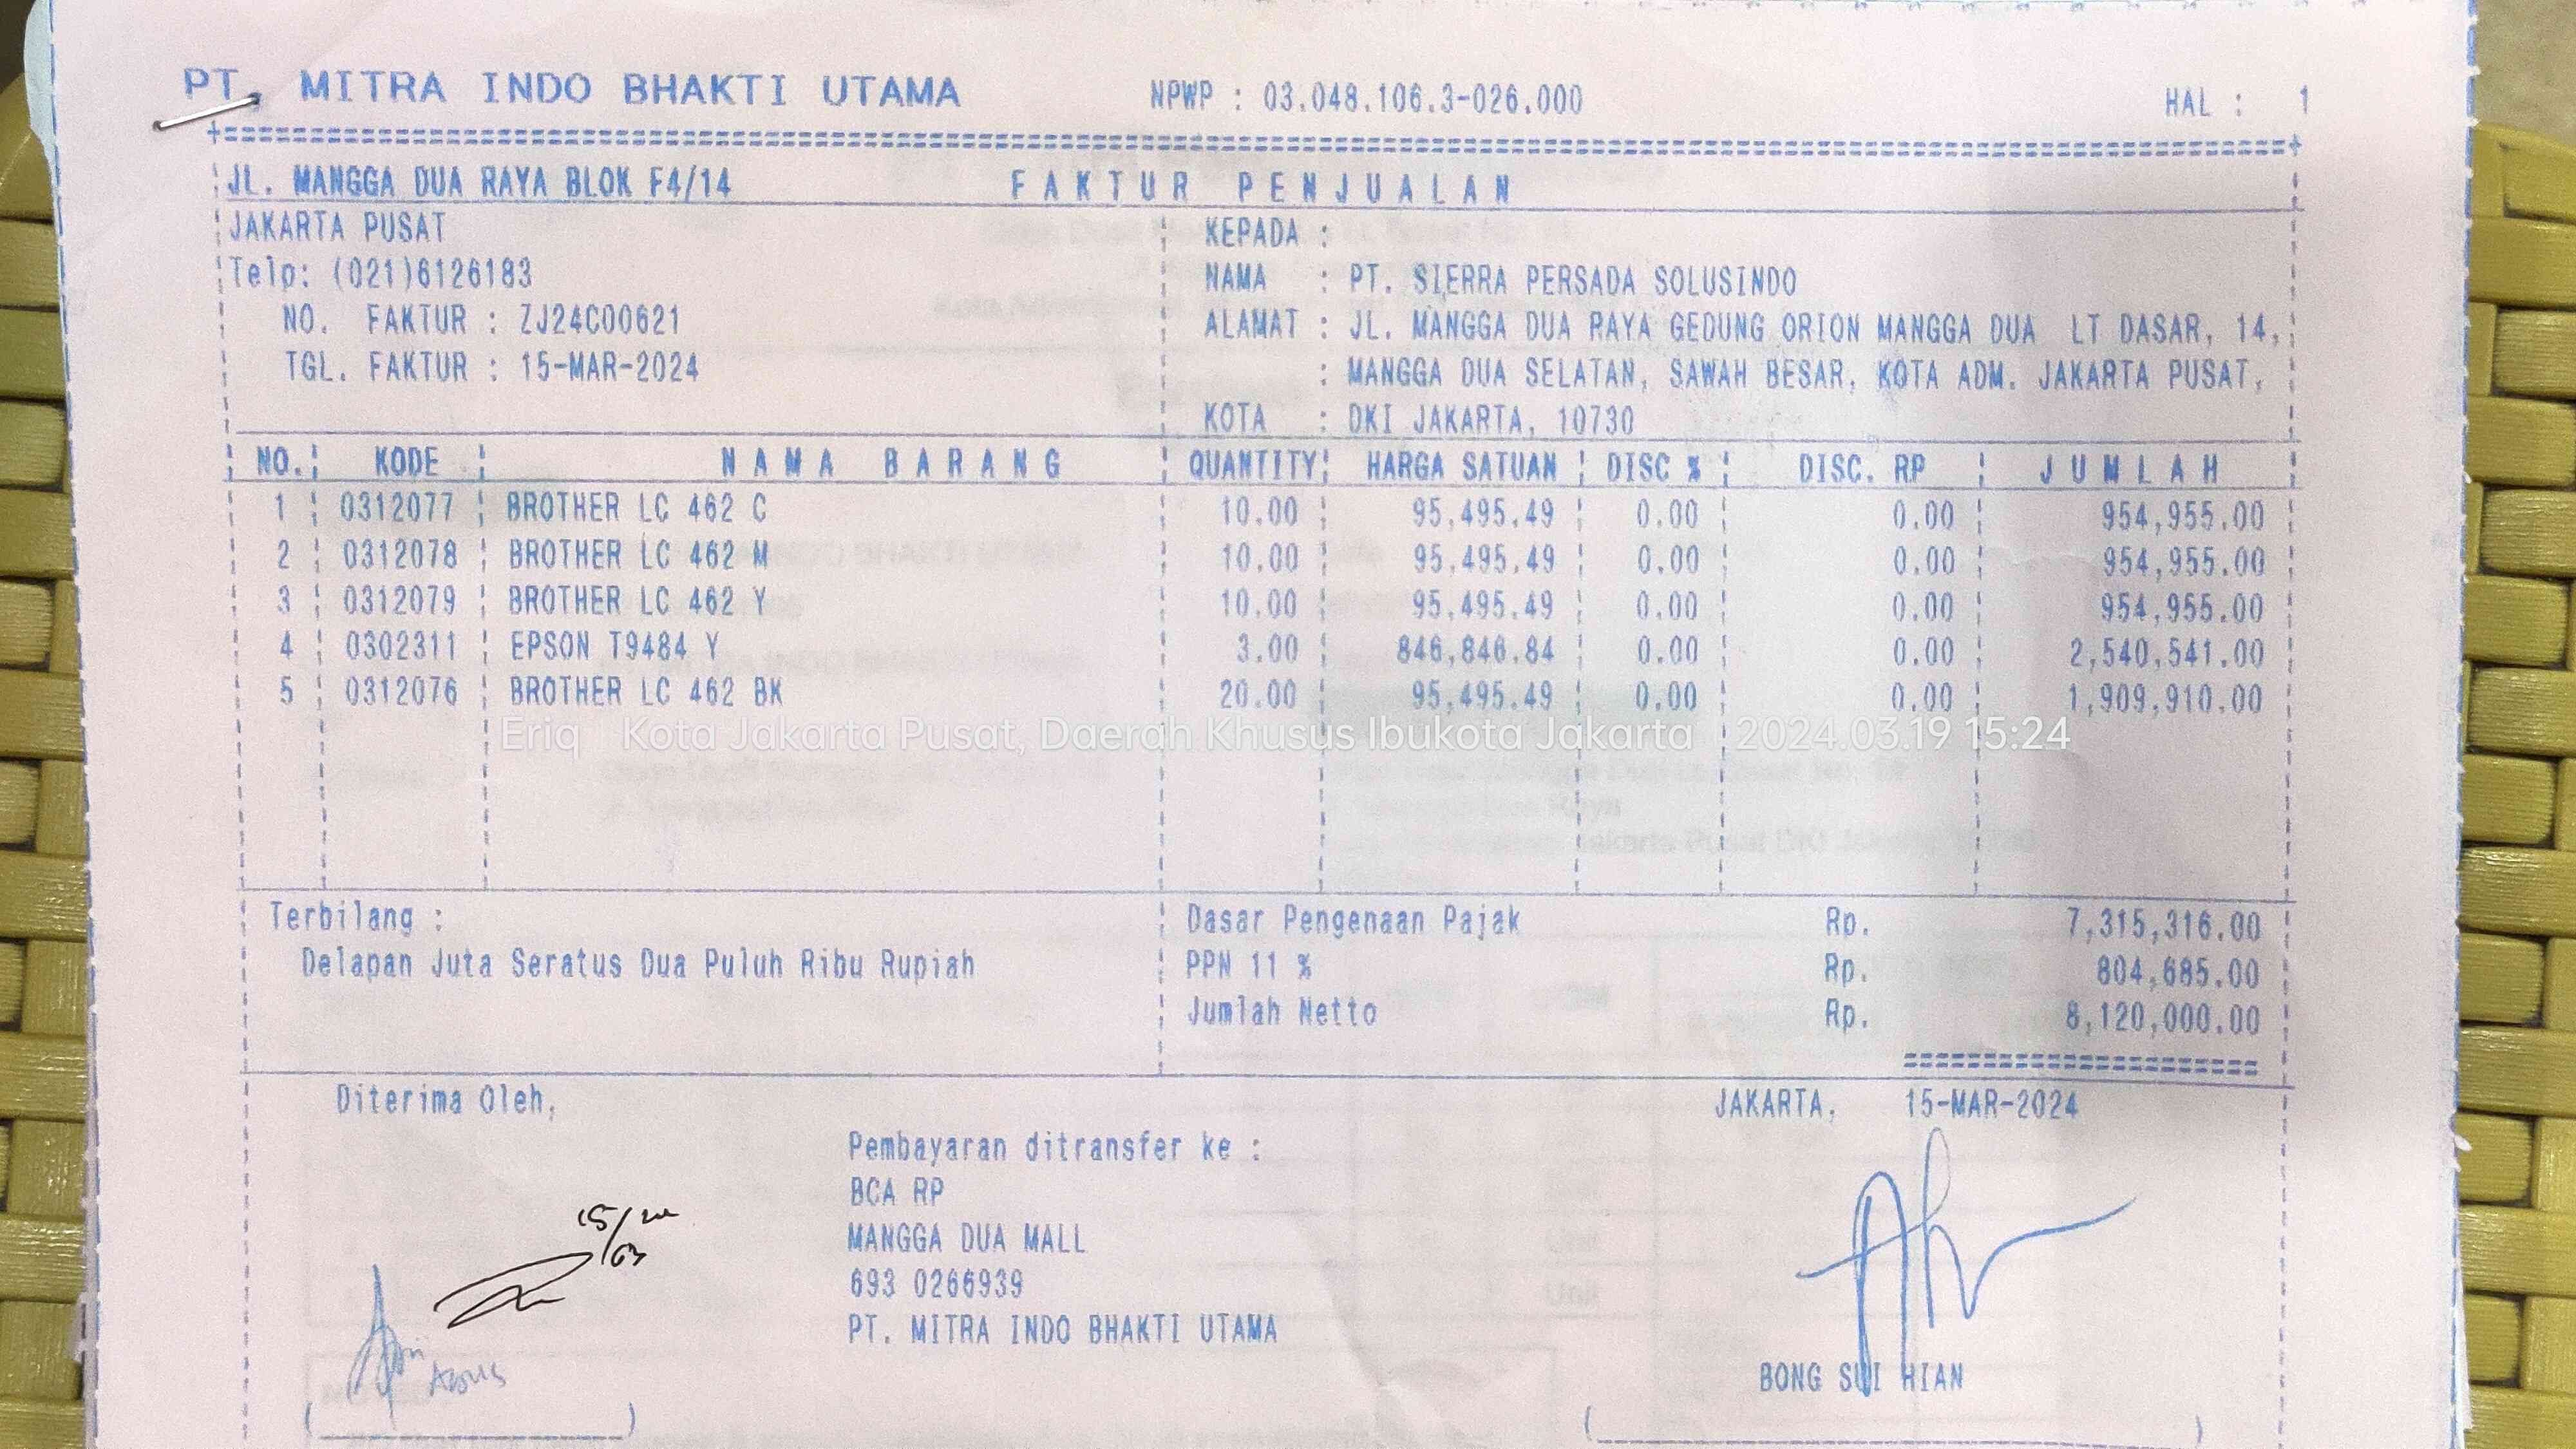 PT. MITRA INDO BHAKTI UTAMA NPWP : 03.048.106.3-026.000 HAL : 1
JL. MANGGA DUA RAYA BLOK F4/14 FAKTUR PENJUALAN
JAKARTA PUSAT KEPADA :
Telp: (021)6126183 NAMA : PT. SIERRA PERSADA SOLUSINDO
NO. FAKTUR : ZJ24C00621 ALAMAT : JL. MANGGA DUA RAYA GEDUNG ORION MANGGA DUA LT DASAR, 14,
TGL. FAKTUR : 15-MAR-2024 : MANGGA DUA SELATAN, SAWAH BESAR, KOTA ADM. JAKARTA PUSAT,
KOTA : DKI JAKARTA, 10730
NO. KODE NAMA BARANG QUANTITY HARGA SATUAN DISC % DISC. RP JUMLAH
1 0312077 BROTHER LC 462 C 10.00 95,495.49 0.00 0.00 954,955.00
2 0312078 BROTHER LC 462 M 10.00 95,495.49 0.00 0.00 954,955.00
3 0312079 BROTHER LC 462 Y 10.00 95,495.49 0.00 0.00 954,955.00
4 0302311 EPSON T9484 Y 3.00 846,846.84 0.00 0.00 2,540,541.00
5 0312076 BROTHER LC 462 BK 20.00 95,495.49 0.00 0.00 1,909,910.00
Eriq Kota Jakarta Pusat, Daerah Khusus Ibukota Jakarta 2024.03.19 15:24
Terbilang : Dasar Pengenaan Pajak Rp. 7,315,316.00
Delapan Juta Seratus Dua Puluh Ribu Rupiah PPN 11 % Rp. 804,685.00
Jumlah Netto Rp. 8,120,000.00
Diterima Oleh, JAKARTA, 15-MAR-2024
Pembayaran ditransfer ke :
BCA RP
MANGGA DUA MALL
693 0266939
PT. MITRA INDO BHAKTI UTAMA
BONG SUI HIAN